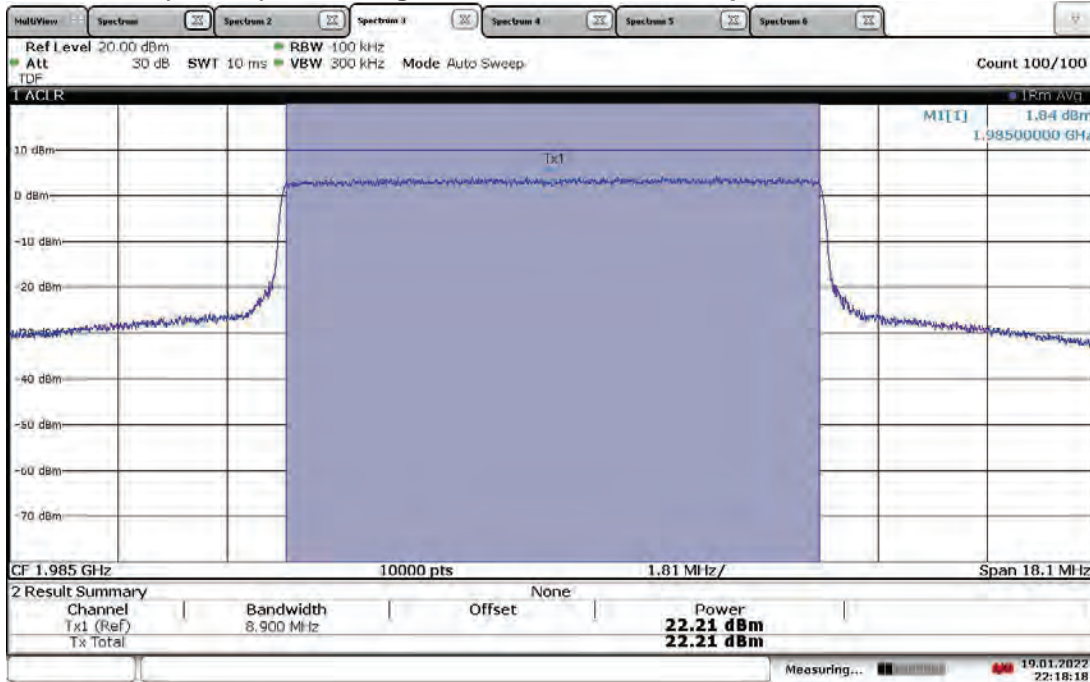 MultiView Spectrum Spectrum 2 Spectrum 3 Spectrum 4 Spectrum 5 Spectrum 6
Ref Level 20.00 dBm RBW 100 kHz
Att 30 dB SWT 10 ms VBW 300 kHz Mode Auto Sweep Count 100/100
TDF
1 ACLR 1Rm Avg
M1[1] 1.84 dBm
1.98500000 GHz
10 dBm
Tx1
0 dBm
-10 dBm
-20 dBm
-40 dBm
-50 dBm
-60 dBm
-70 dBm
CF 1.985 GHz 10000 pts 1.81 MHz/ Span 18.1 MHz
2 Result Summary None
Channel Bandwidth Offset Power
Tx1 (Ref) 8.900 MHz 22.21 dBm
Tx Total 22.21 dBm
Measuring... 19.01.2022
22:18:18